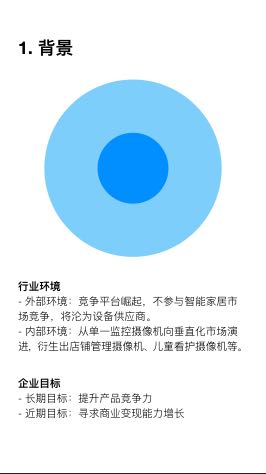 1. 背景
行业环境
- 外部环境：竞争平台崛起，不参与智能家居市
场竞争，将沦为设备供应商。
- 内部环境：从单一监控摄像机向垂直化市场演
进，衍生出店铺管理摄像机、儿童看护摄像机等。
企业目标
- 长期目标：提升产品竞争力
- 近期目标：寻求商业变现能力增长